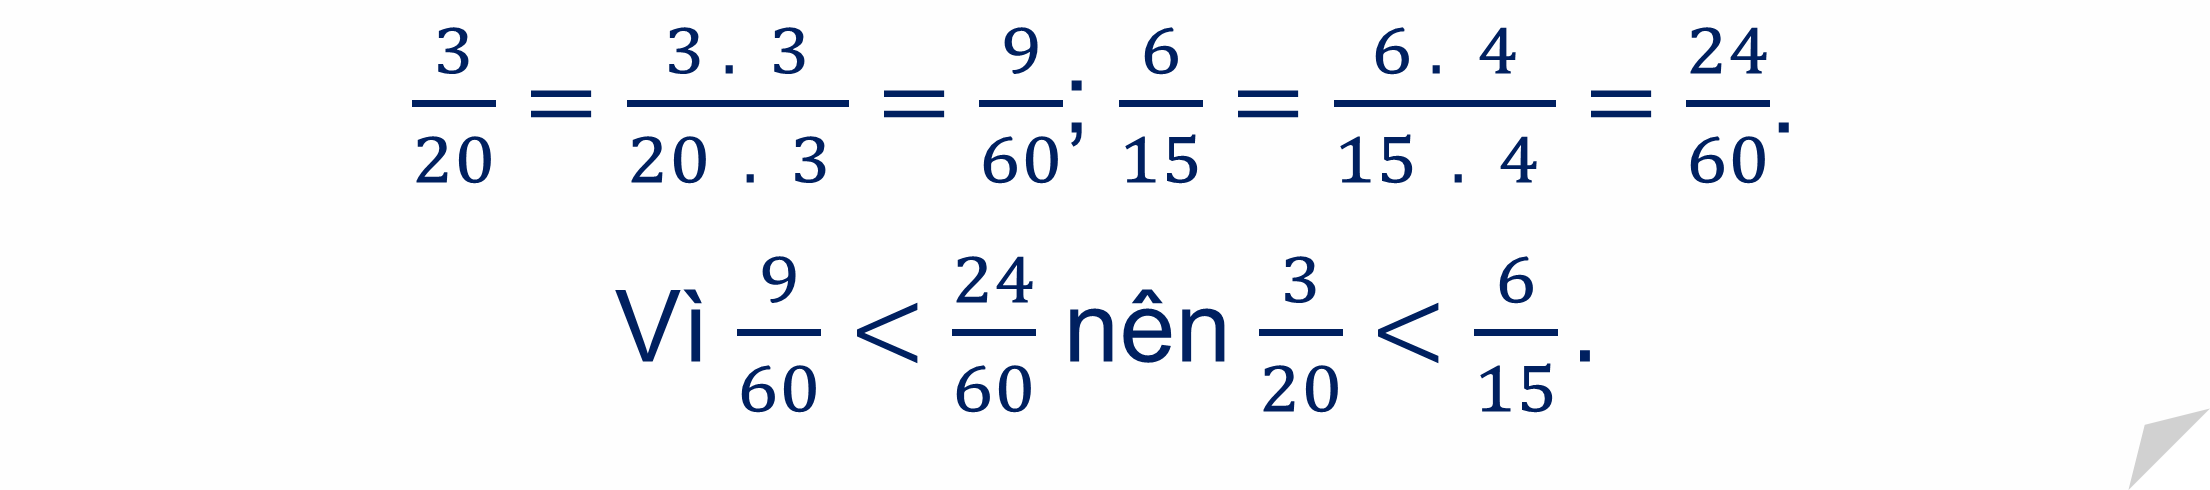 3/20 = 3 . 3/20 . 3 = 9/60; 6/15 = 6 . 4/15 . 4 = 24/60.
Vì 9/60 < 24/60 nên 3/20 < 6/15 .